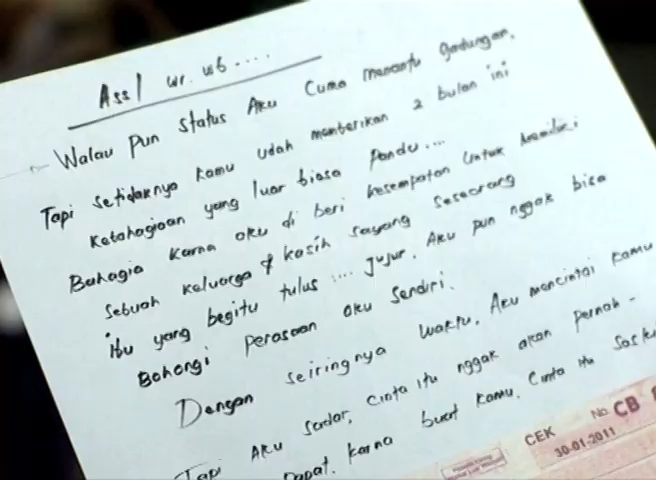 Assl wr. wb....
Walau pun status Aku Cuma menantu gadungan.
Tapi setidaknya kamu udah memberikan 2 bulan ini
Kebahagiaan yang luar biasa Pandu....
Bahagia karna aku di beri kesempatan untuk memiliki
sebuah keluarga & kasih sayang seseorang
ibu yang begitu tulus .... Jujur. Aku pun nggak bisa
Bohongi perasaan aku sendiri.
Dengan seiringnya waktu. Aku mencintai kamu
Tapi Aku sadar, cinta itu nggak akan pernah -
Dapat. karna buat kamu. Cinta itu
CEK No. CB
30-01-2011